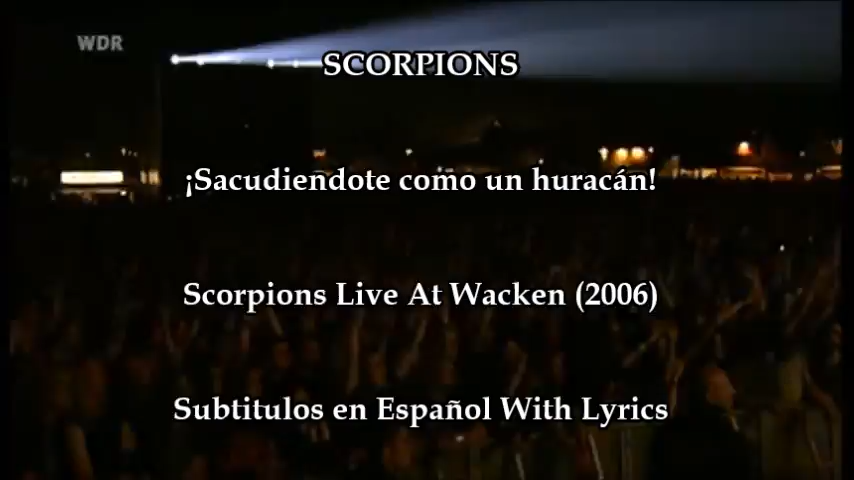 WDR
SCORPIONS
¡Sacudiendote como un huracán!
Scorpions Live At Wacken (2006)
Subtitulos en Español With Lyrics